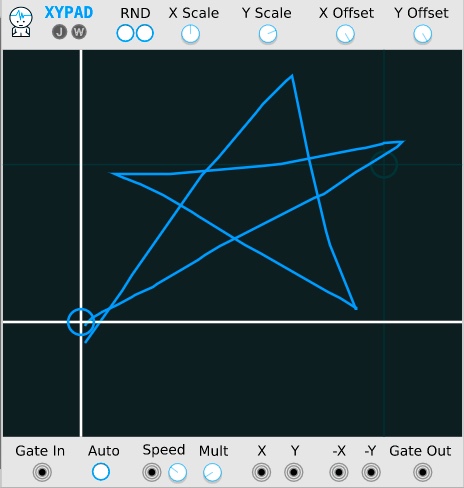 XYPAD
J W
RND X Scale Y Scale X Offset Y Offset
Gate In Auto Speed Mult X Y -X -Y Gate Out